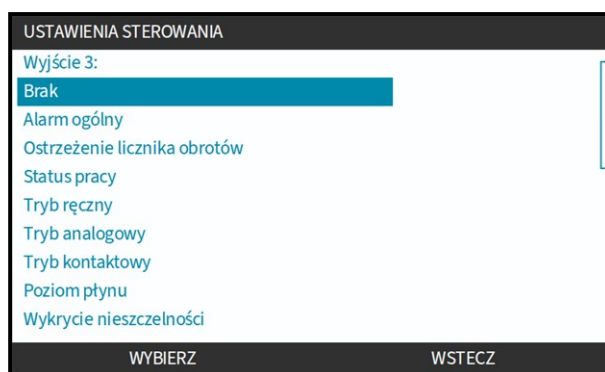 USTAWIENIA STEROWANIA
Wyjście 3:
Brak
Alarm ogólny
Ostrzeżenie licznika obrotów
Status pracy
Tryb ręczny
Tryb analogowy
Tryb kontaktowy
Poziom płynu
Wykrycie nieszczelności
WYBIERZ WSTECZ